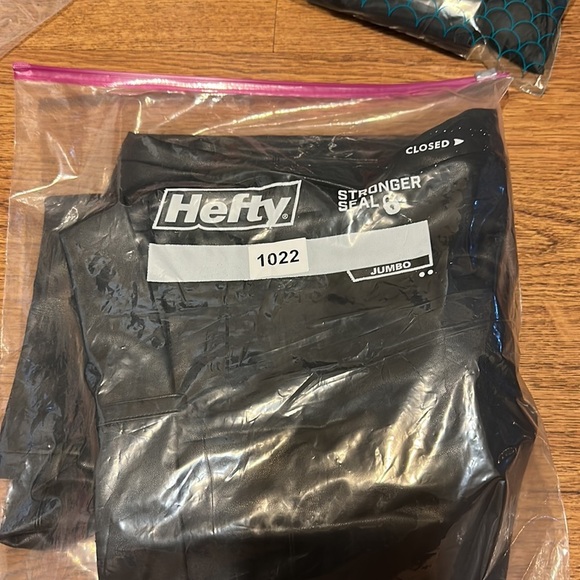 CLOSED
Hefty®
STRONGER
SEAL
1022
JUMBO